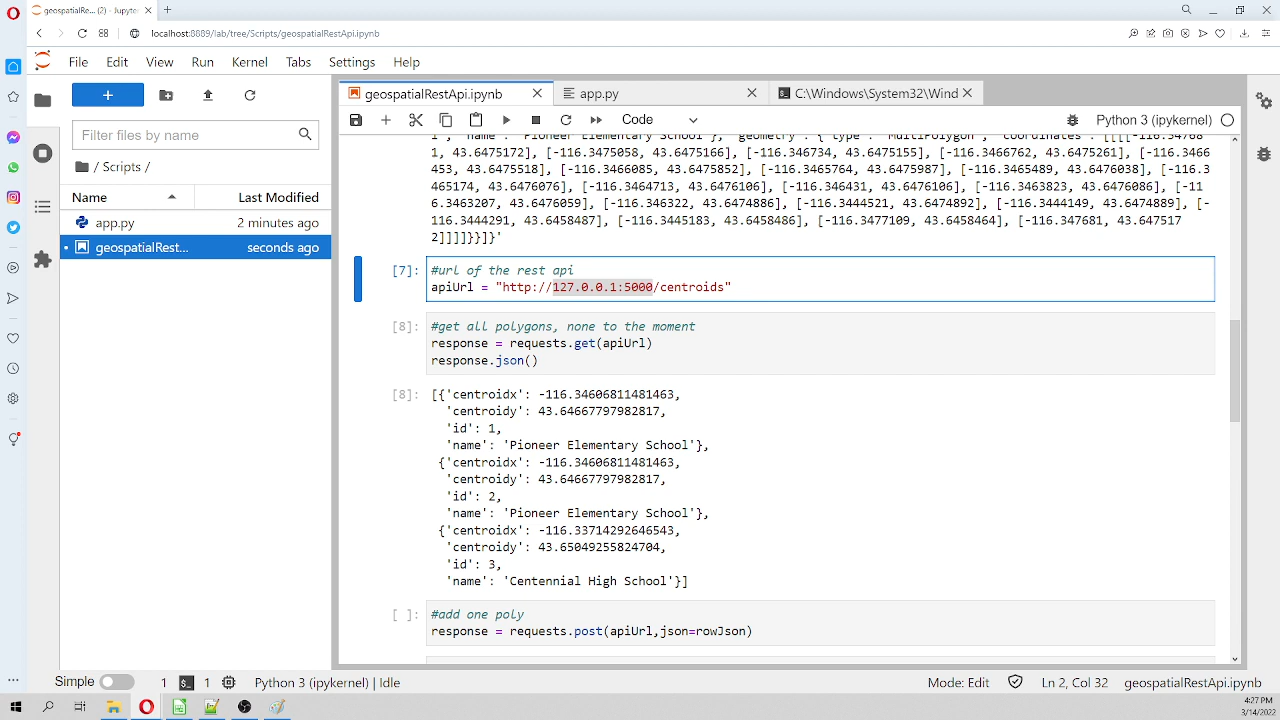 geospatialRe... (2) - Jupyter
localhost:8889/lab/tree/Scripts/geospatialRestApi.ipynb
File Edit View Run Kernel Tabs Settings Help
geospatialRestApi.ipynb app.py C:\Windows\System32\Wind
Filter files by name
/ Scripts /
Name Last Modified
app.py 2 minutes ago
geospatialRest... seconds ago
Code Python 3 (ipykernel)
1, 43.6475172], [-116.3475058, 43.6475166], [-116.346734, 43.6475155], [-116.3466762, 43.6475261], [-116.3466
453, 43.6475518], [-116.3466085, 43.6475852], [-116.3465764, 43.6475987], [-116.3465489, 43.6476038], [-116.3
465174, 43.6476076], [-116.3464713, 43.6476106], [-116.346431, 43.6476106], [-116.3463823, 43.6476086], [-11
6.3463207, 43.6476059], [-116.346322, 43.6474886], [-116.3444521, 43.6474892], [-116.3444149, 43.6474889], [-
116.3444291, 43.6458487], [-116.3445183, 43.6458486], [-116.3477109, 43.6458464], [-116.347681, 43.647517
2]]]]}}]}'
[7]: #url of the rest api
apiUrl = "http://127.0.0.1:5000/centroids"
[8]: #get all polygons, none to the moment
response = requests.get(apiUrl)
response.json()
[8]: [{'centroidx': -116.34606811481463,
'centroidy': 43.64667797982817,
'id': 1,
'name': 'Pioneer Elementary School'},
{'centroidx': -116.34606811481463,
'centroidy': 43.64667797982817,
'id': 2,
'name': 'Pioneer Elementary School'},
{'centroidx': -116.33714292646543,
'centroidy': 43.65049255824704,
'id': 3,
'name': 'Centennial High School'}]
[ ]: #add one poly
response = requests.post(apiUrl,json=rowJson)
Simple 1 1 Python 3 (ipykernel) | Idle Mode: Edit Ln 2, Col 32 geospatialRestApi.ipynb
4:27 PM
3/14/2022